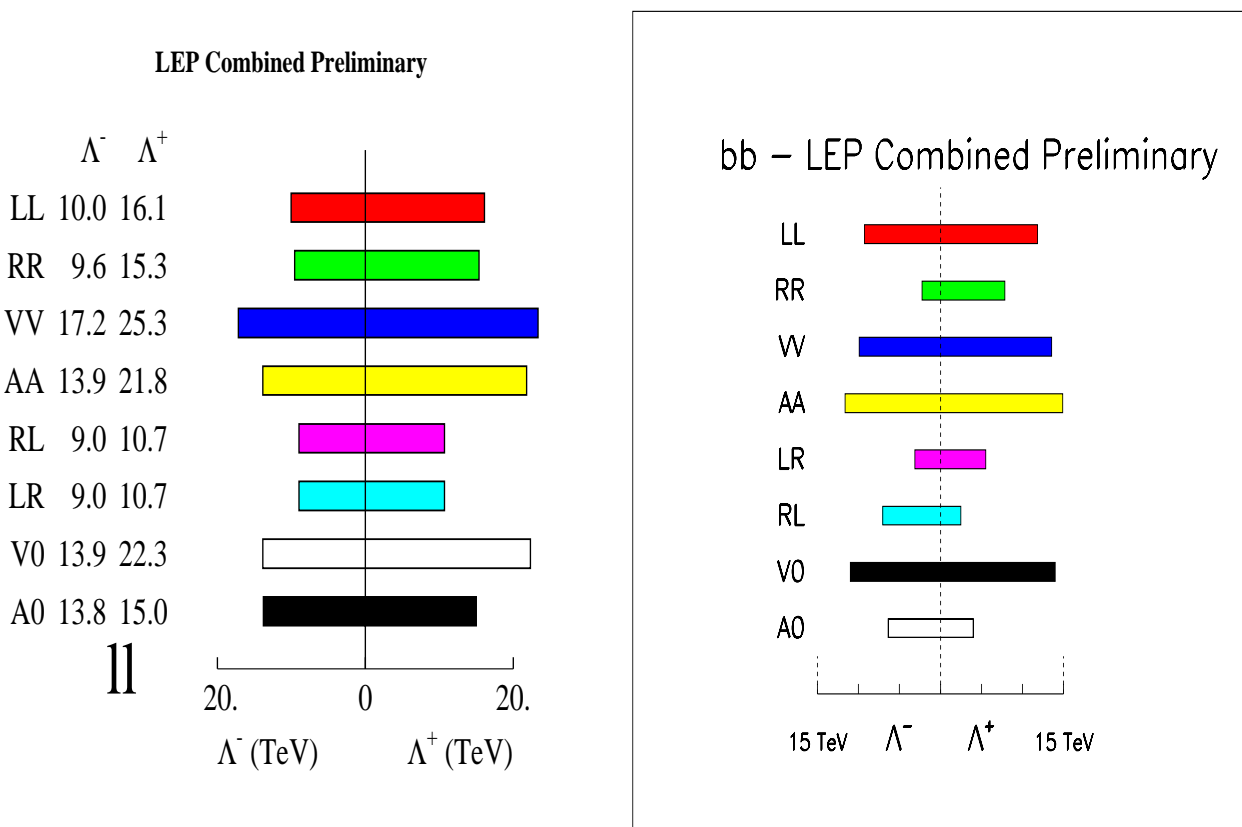 LEP Combined Preliminary
Λ- Λ+
LL 10.0 16.1
RR 9.6 15.3
VV 17.2 25.3
AA 13.9 21.8
RL 9.0 10.7
LR 9.0 10.7
V0 13.9 22.3
A0 13.8 15.0
ll
20. 0 20.
Λ- (TeV) Λ+ (TeV)
bb – LEP Combined Preliminary
LL
RR
VV
AA
LR
RL
V0
A0
15 TeV Λ- Λ+ 15 TeV